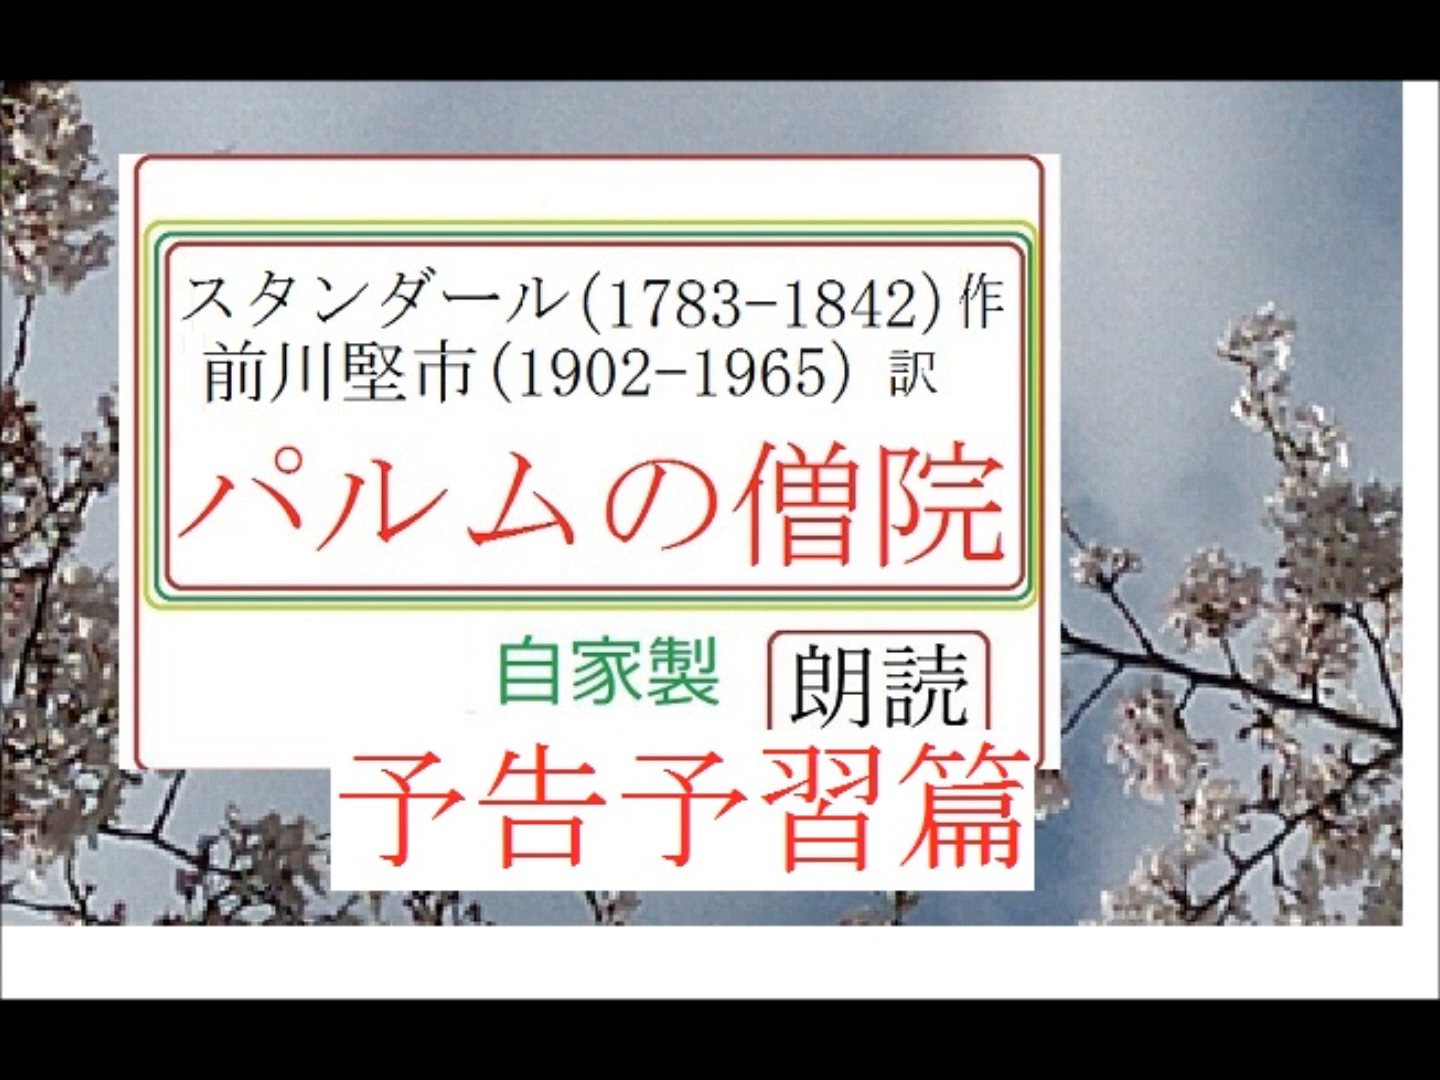 スタンダール(1783-1842)作
前川堅市(1902-1965)訳
パルムの僧院
自家製 朗読
予告予習篇